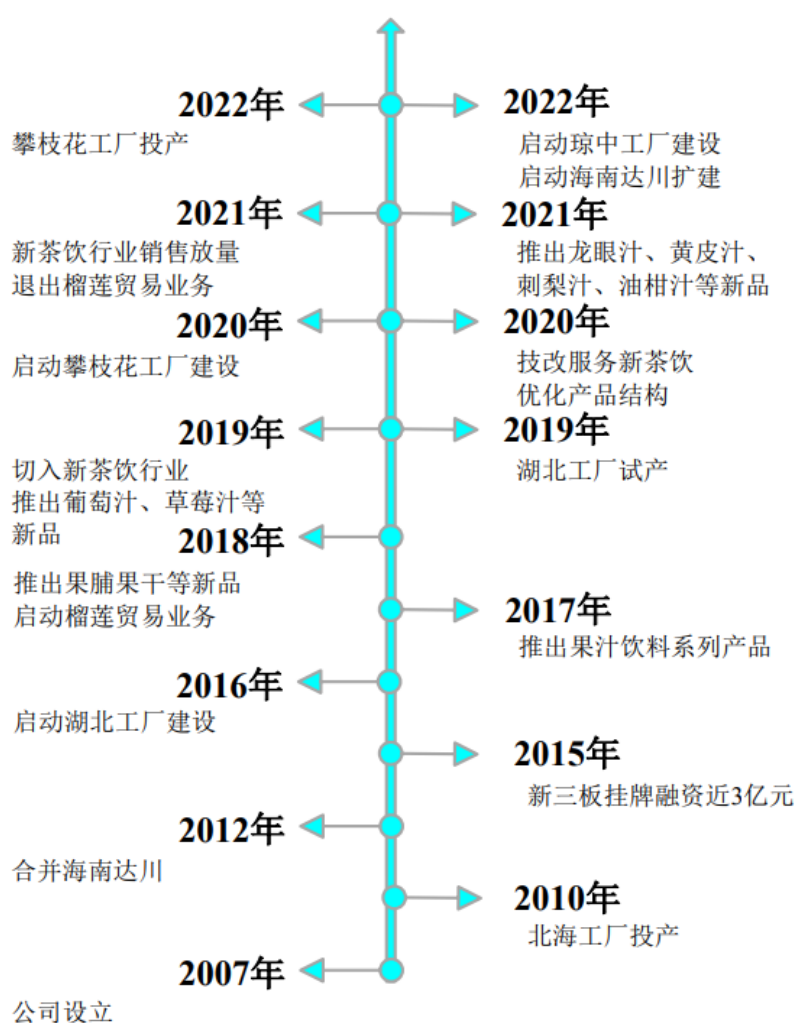 2022年
攀枝花工厂投产
2022年
启动琼中工厂建设
启动海南达川扩建
2021年
新茶饮行业销售放量
退出榴莲贸易业务
2021年
推出龙眼汁、黄皮汁、
刺梨汁、油柑汁等新品
2020年
启动攀枝花工厂建设
2020年
技改服务新茶饮
优化产品结构
2019年
切入新茶饮行业
推出葡萄汁、草莓汁等
新品
2019年
湖北工厂试产
2018年
推出果脯果干等新品
启动榴莲贸易业务
2017年
推出果汁饮料系列产品
2016年
启动湖北工厂建设
2015年
新三板挂牌融资近3亿元
2012年
合并海南达川
2010年
北海工厂投产
2007年
公司设立